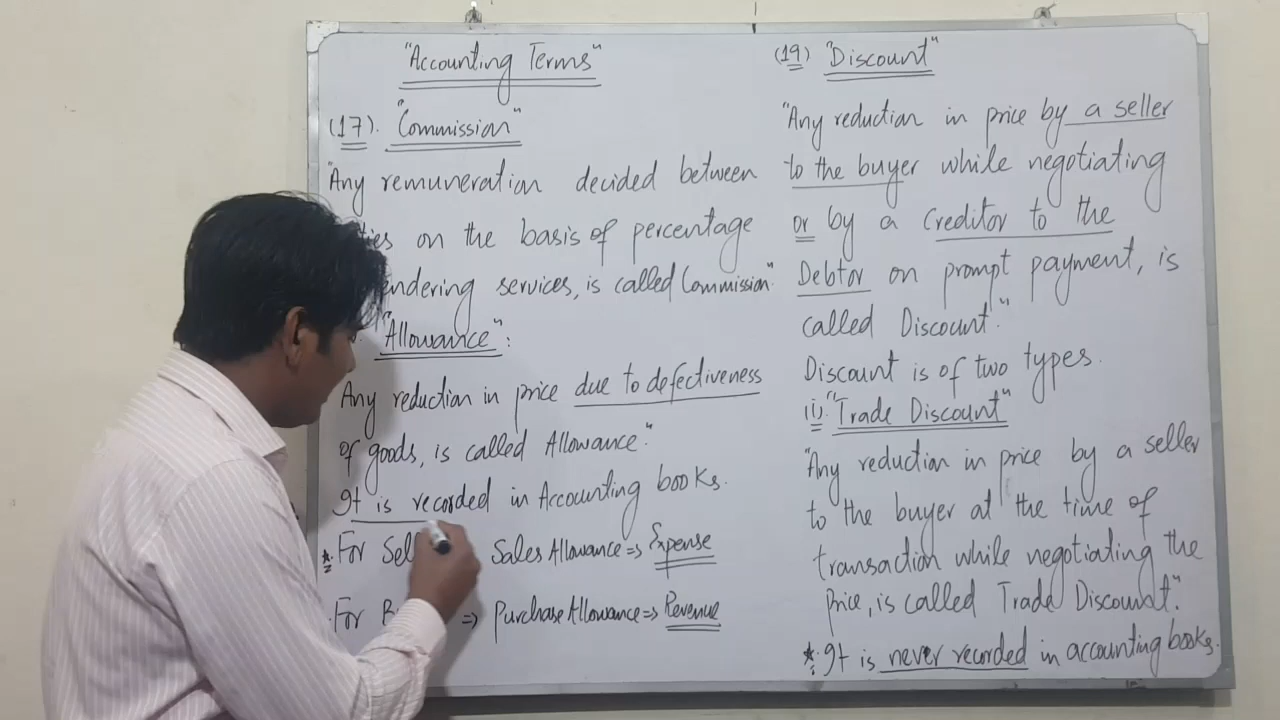 "Accounting Terms"
(17). "Commission"
"Any remuneration decided between
on the basis of percentage
rendering services, is called Commission"
"Allowance":
Any reduction in price due to defectiveness
of goods, is called Allowance."
It is recorded in Accounting books.
*. For Sales Allowance => Expense
For => Purchase Allowance => Revenue
(19) "Discount"
"Any reduction in price by a seller
to the buyer while negotiating
or by a Creditor to the
Debtor on prompt payment, is
called Discount."
Discount is of two types.
(i). "Trade Discount"
"Any reduction in price by a seller
to the buyer at the time of
transaction while negotiating the
price, is called Trade Discount."
*. It is never recorded in accounting books.